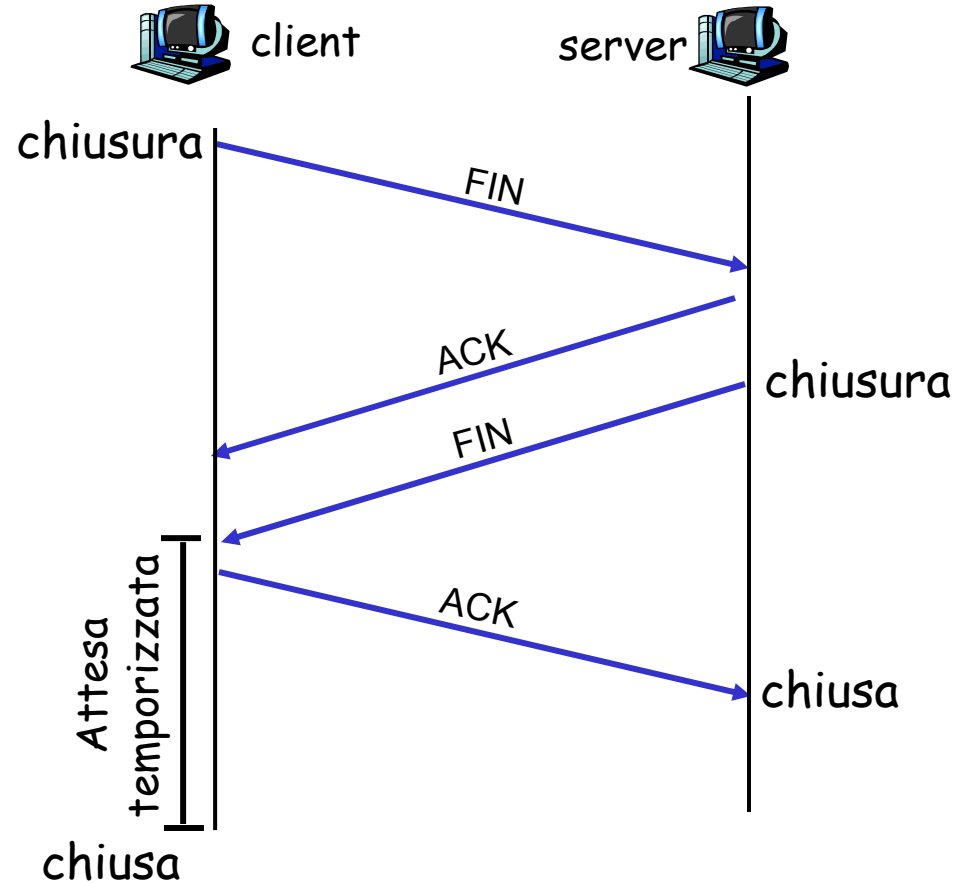 client
server
chiusura
FIN
ACK
chiusura
FIN
Attesa
temporizzata
ACK
chiusa
chiusa